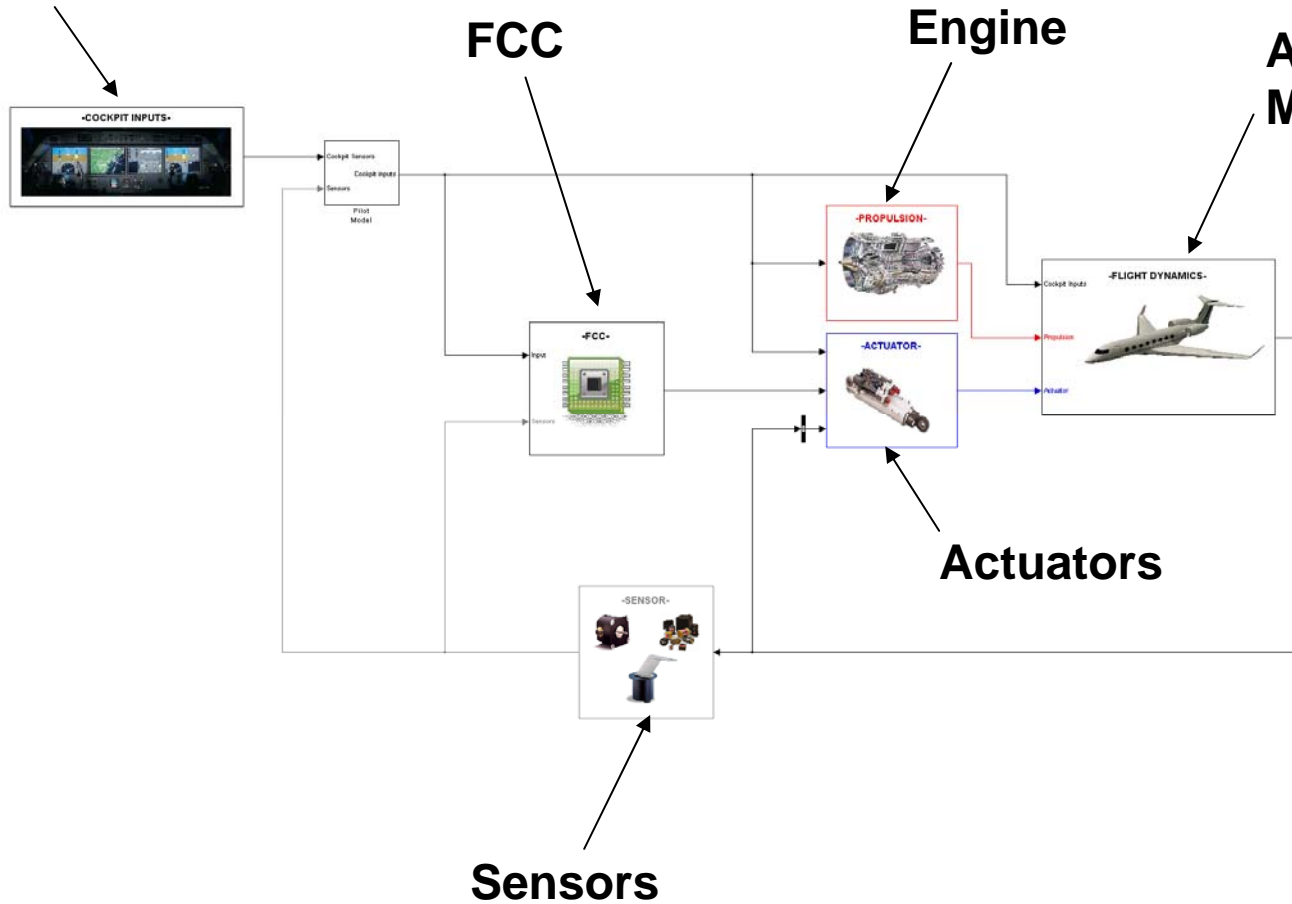 FCC
Engine
A
M
-COCKPIT INPUTS-
Cockpit Sensors
Cockpit Inputs
Sensors
Pilot
Model
-PROPULSION-
-FLIGHT DYNAMICS-
Cockpit Inputs
Propulsion
Actuator
-FCC-
Input
Sensors
-ACTUATOR-
Actuators
-SENSOR-
Sensors